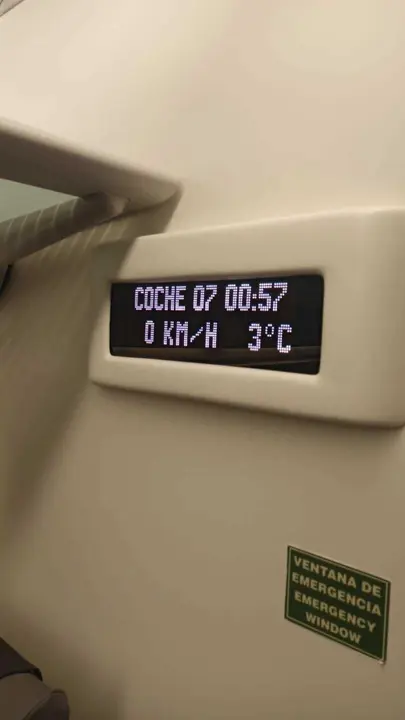 COCHE 07 00:57
0 KM/H 3°C
VENTANA DE
EMERGENCIA
EMERGENCY
WINDOW